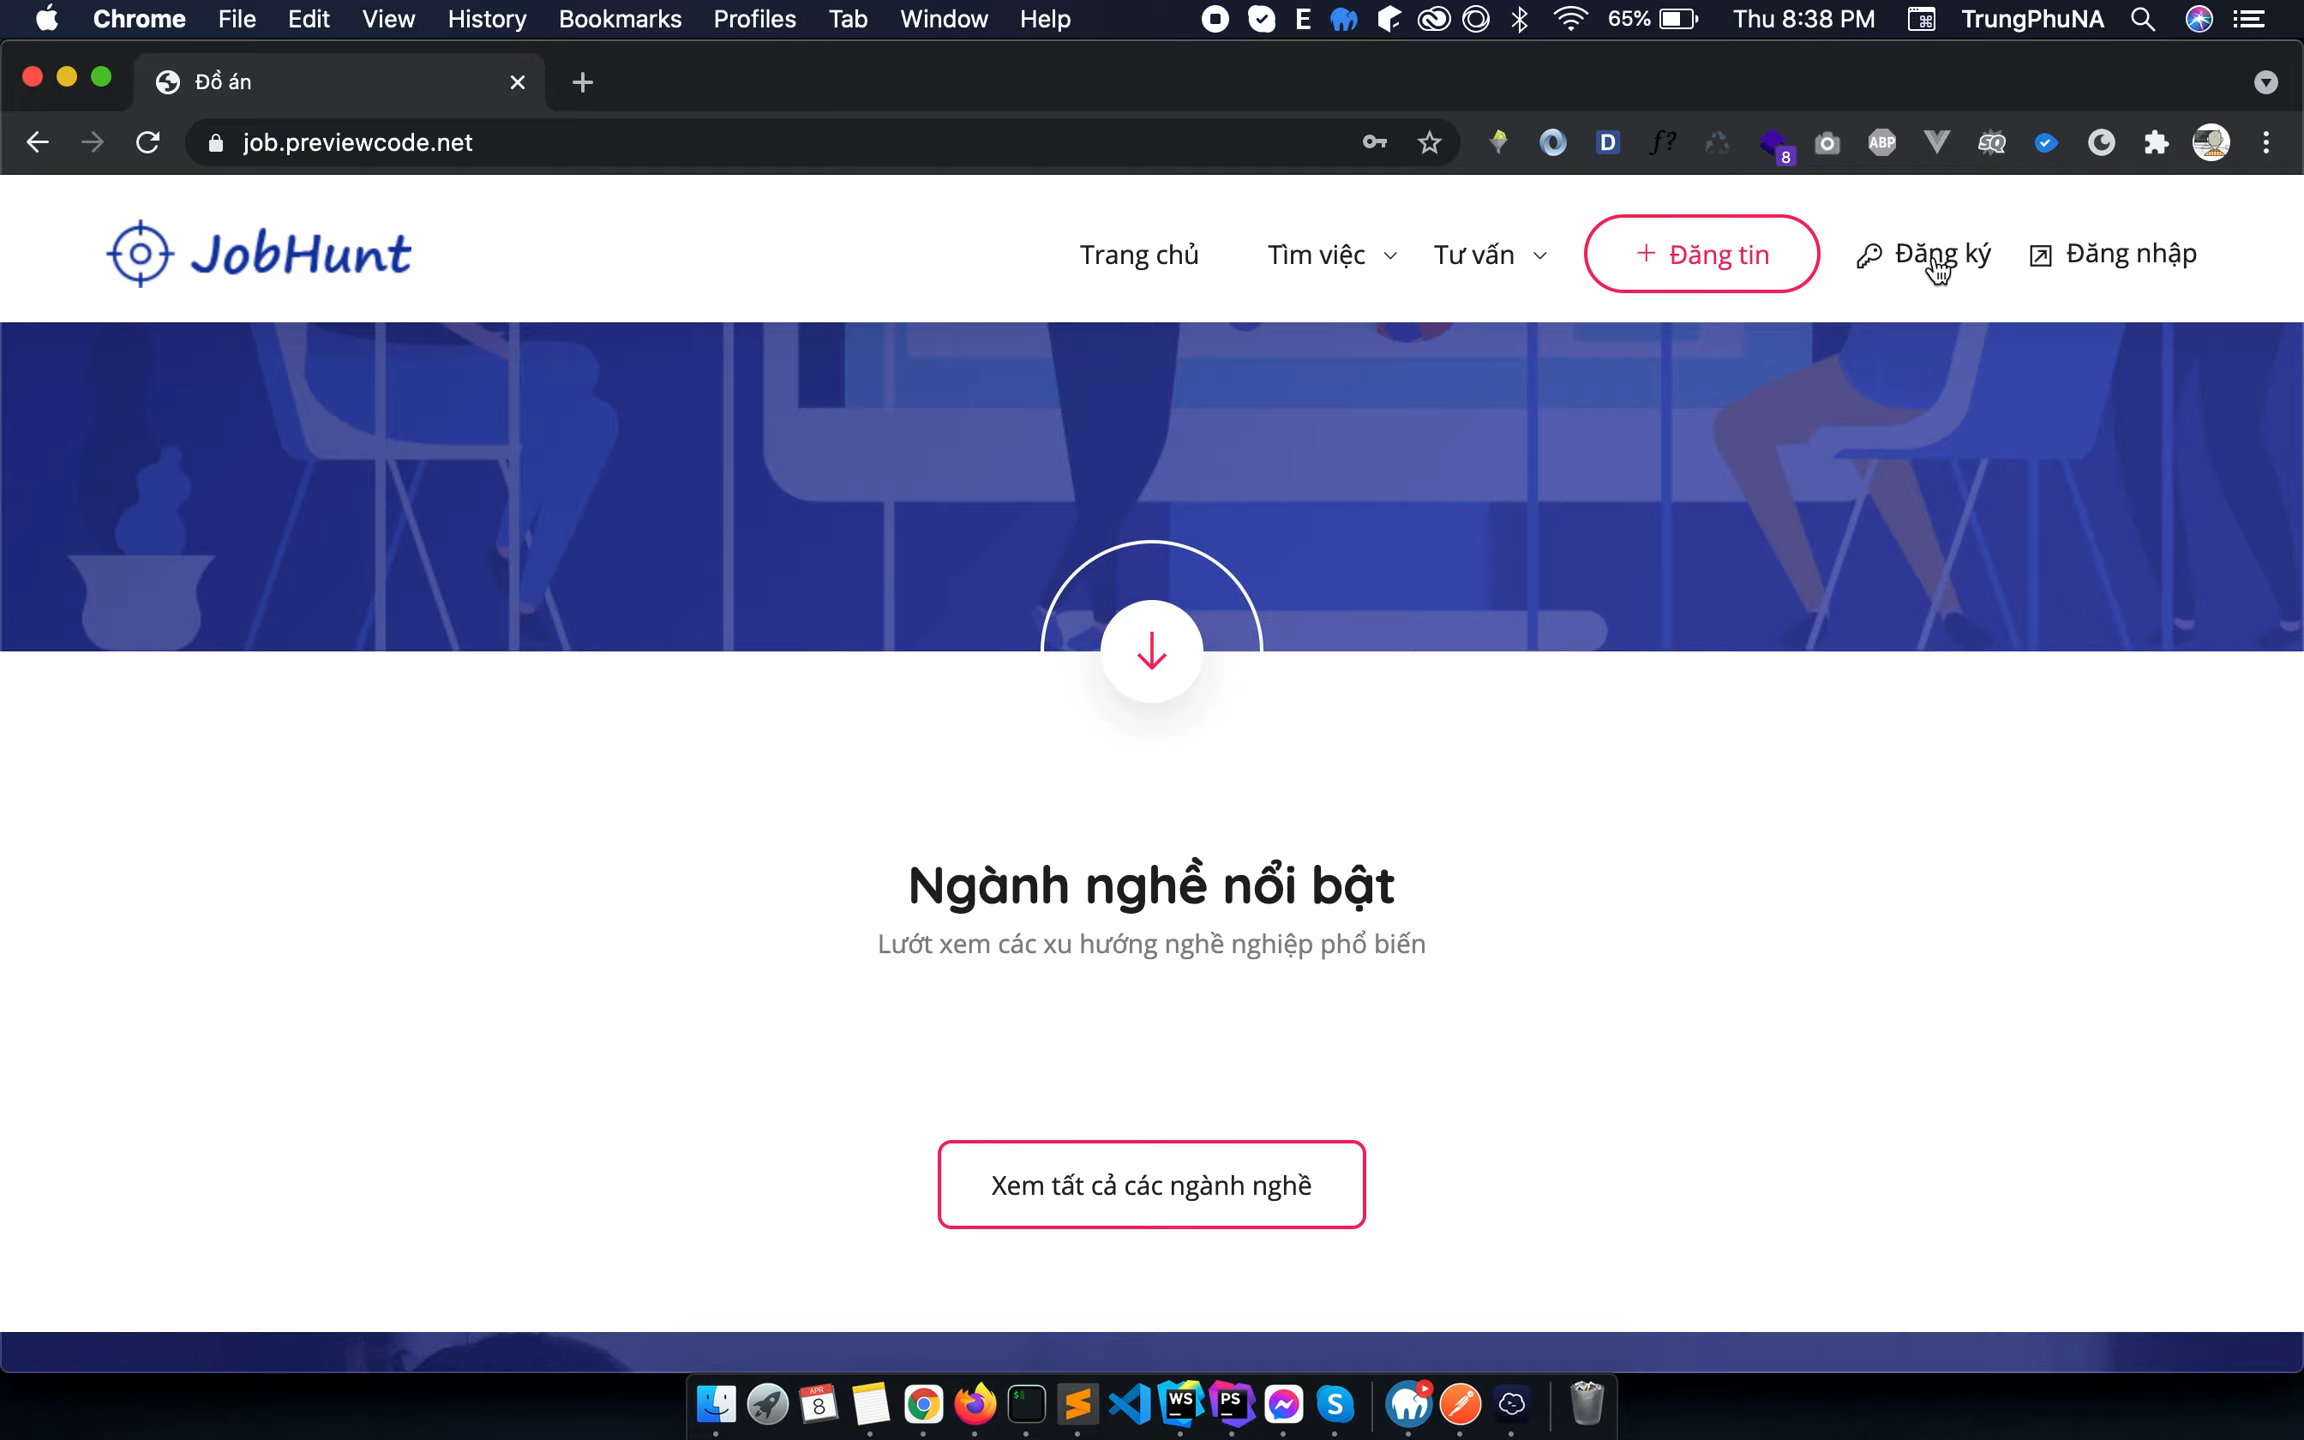 Chrome File Edit View History Bookmarks Profiles Tab Window Help E 65% Thu 8:38 PM TrungPhuNA
Đồ án
job.previewcode.net D f? 8 ABP
JobHunt Trang chủ Tìm việc Tư vấn + Đăng tin Đăng ký Đăng nhập
Ngành nghề nổi bật
Lướt xem các xu hướng nghề nghiệp phổ biến
Xem tất cả các ngành nghề
APR 8 $ WS PS S